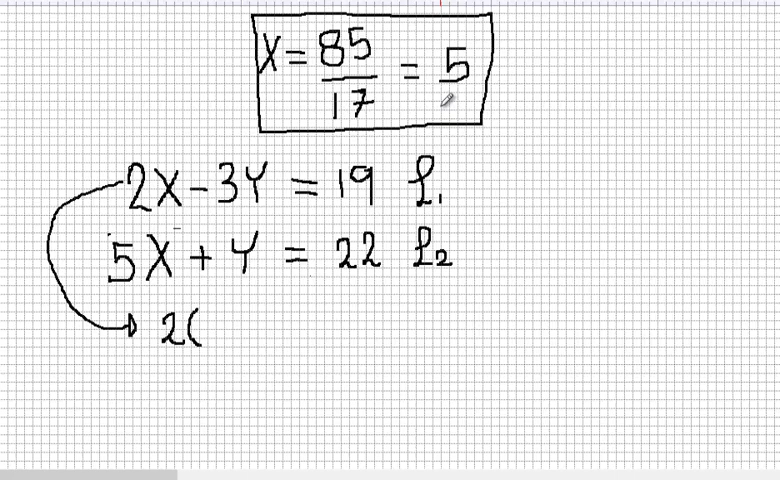 X = 85/17 = 5
2X - 3Y = 19 L1
5X + Y = 22 L2
2(